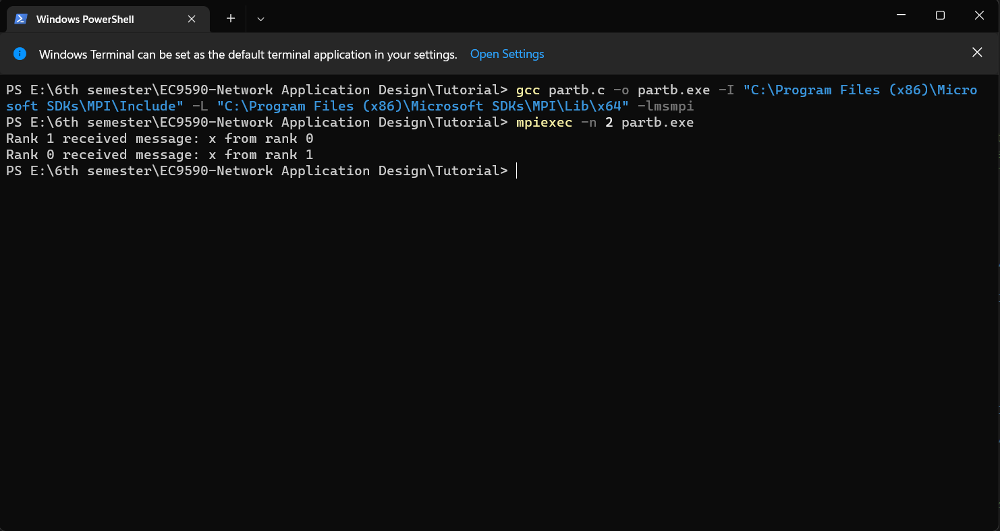 Windows PowerShell
Windows Terminal can be set as the default terminal application in your settings. Open Settings
PS E:\6th semester\EC9590-Network Application Design\Tutorial> gcc partb.c -o partb.exe -I "C:\Program Files (x86)\Micro
soft SDKs\MPI\Include" -L "C:\Program Files (x86)\Microsoft SDKs\MPI\Lib\x64" -lmsmpi
PS E:\6th semester\EC9590-Network Application Design\Tutorial> mpiexec -n 2 partb.exe
Rank 1 received message: x from rank 0
Rank 0 received message: x from rank 1
PS E:\6th semester\EC9590-Network Application Design\Tutorial>